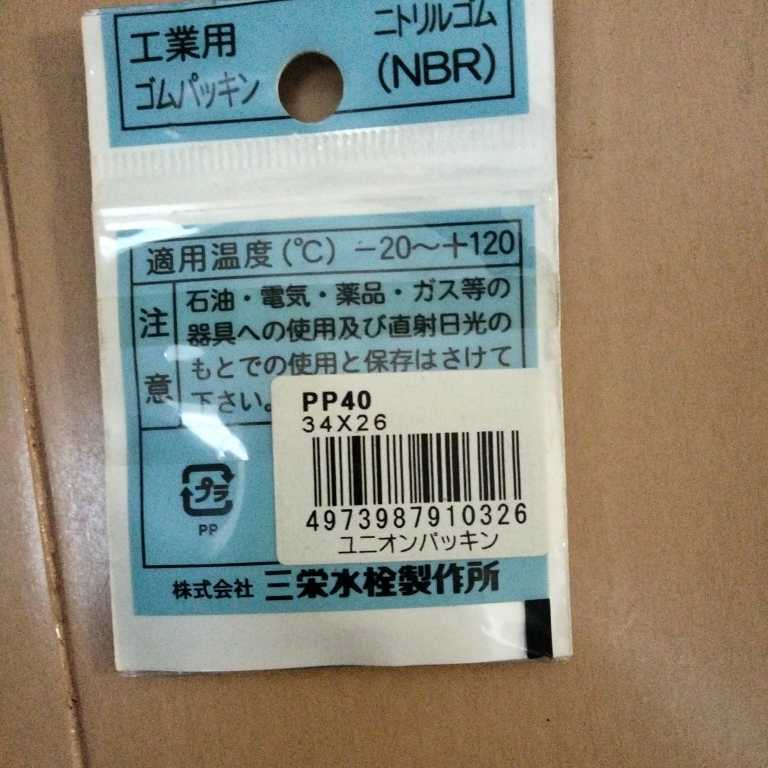 工業用
ゴムパッキン
ニトリルゴム
(NBR)
適用温度(℃) －20～＋120
注意
石油・電気・薬品・ガス等の
器具への使用及び直射日光の
もとでの使用と保存はさけて
下さい。
PP40
34X26
4973987910326
ユニオンパッキン
プラ
PP
株式会社 三栄水栓製作所